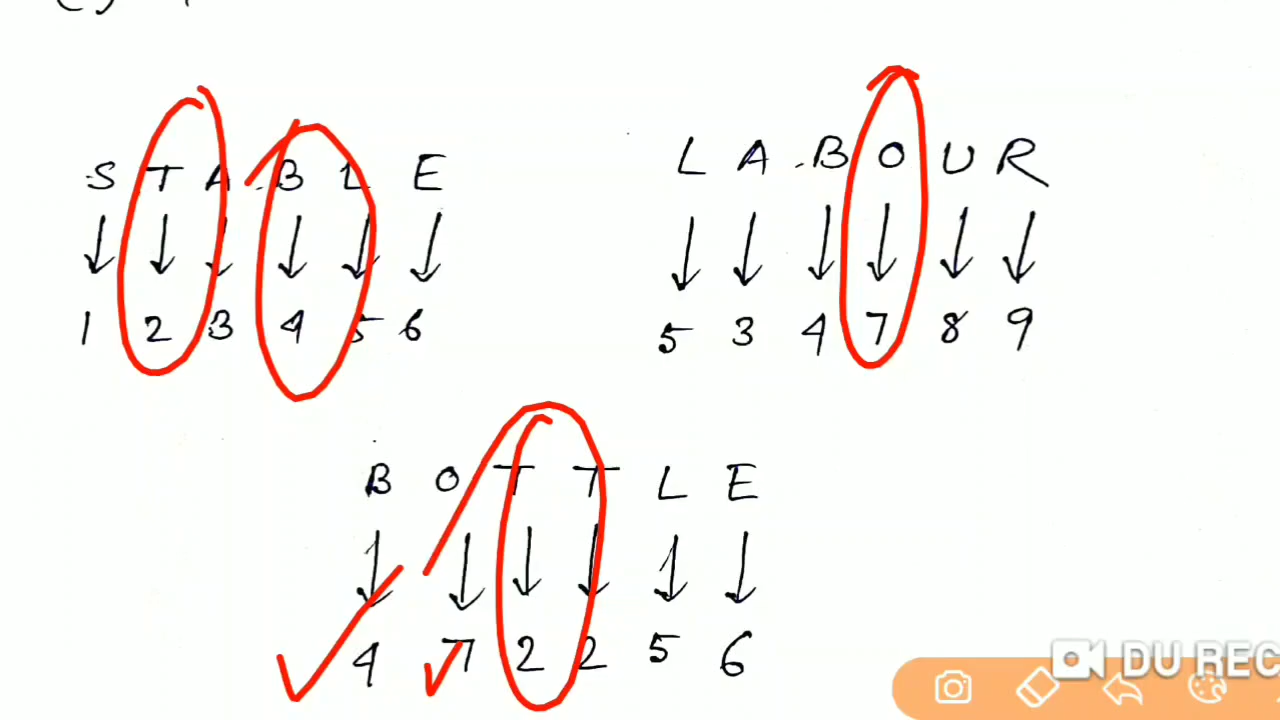 S T A B L E
1 2 3 4 5 6
L A B O U R
5 3 4 7 8 9
B O T T L E
4 7 2 2 5 6
DU REC